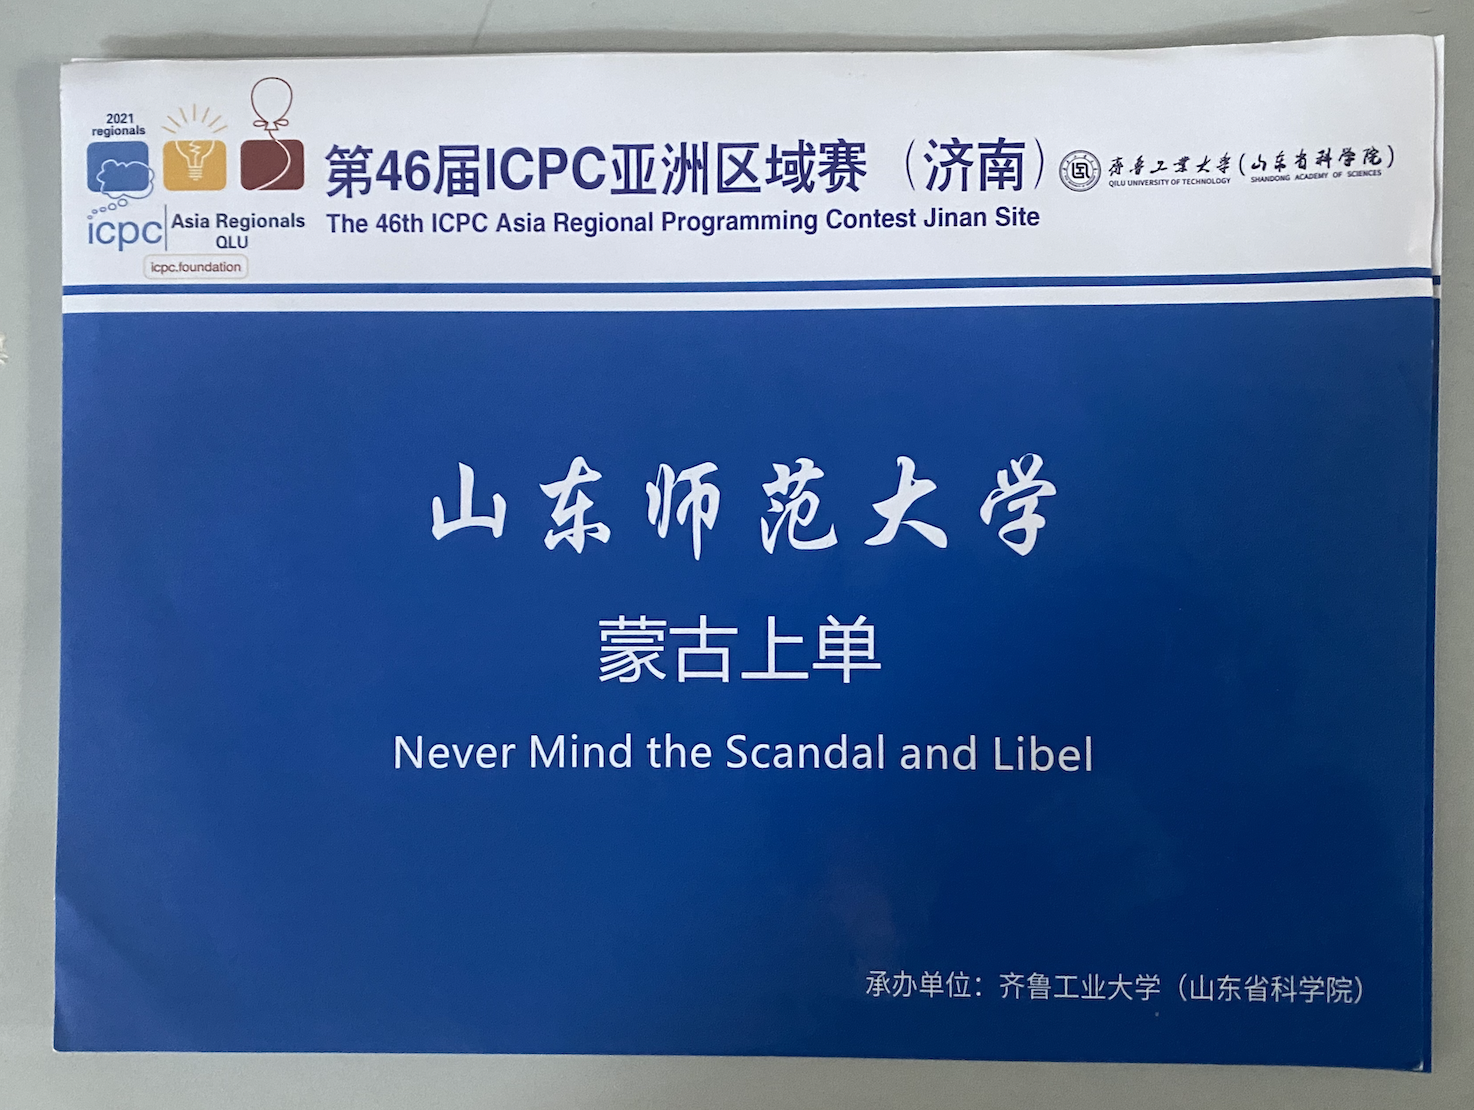 2021
regionals
icpc
Asia Regionals
QLU
icpc.foundation
第46届ICPC亚洲区域赛（济南）
The 46th ICPC Asia Regional Programming Contest Jinan Site
齐鲁工业大学(山东省科学院)
QILU UNIVERSITY OF TECHNOLOGY SHANDONG ACADEMY OF SCIENCES
山东师范大学
蒙古上单
Never Mind the Scandal and Libel
承办单位：齐鲁工业大学（山东省科学院）